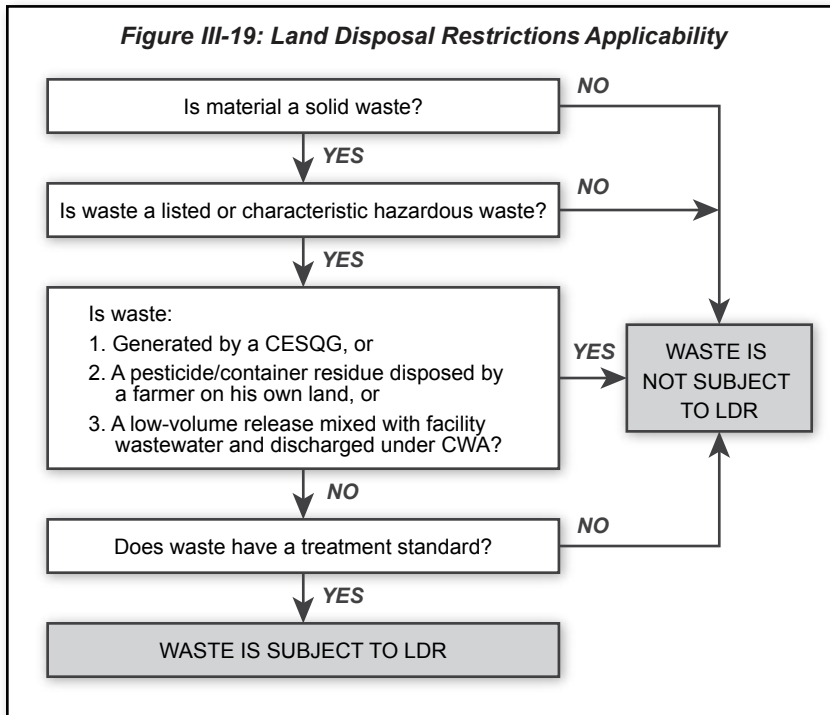 Figure III-19: Land Disposal Restrictions Applicability
Is material a solid waste?
NO
YES
Is waste a listed or characteristic hazardous waste?
NO
YES
Is waste:
1. Generated by a CESQG, or
2. A pesticide/container residue disposed by
a farmer on his own land, or
3. A low-volume release mixed with facility
wastewater and discharged under CWA?
YES
WASTE IS
NOT SUBJECT
TO LDR
NO
Does waste have a treatment standard?
NO
YES
WASTE IS SUBJECT TO LDR